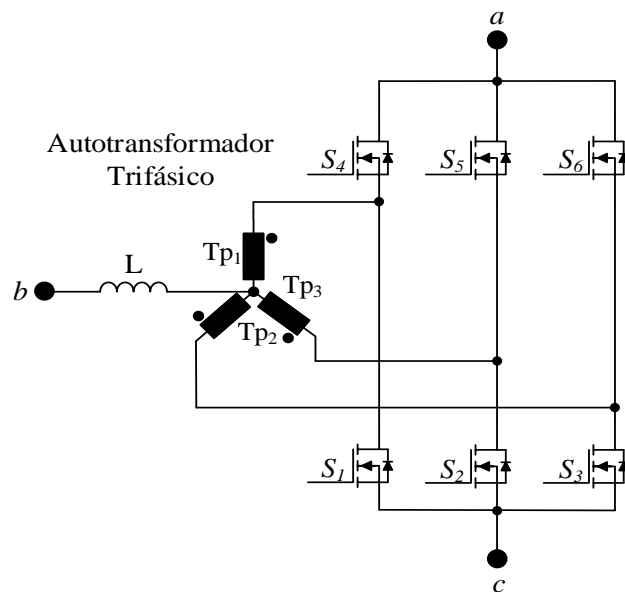 a
Autotransformador
Trifásico
S4
S5
S6
Tp1
L
Tp3
b
Tp2
S1
S2
S3
c